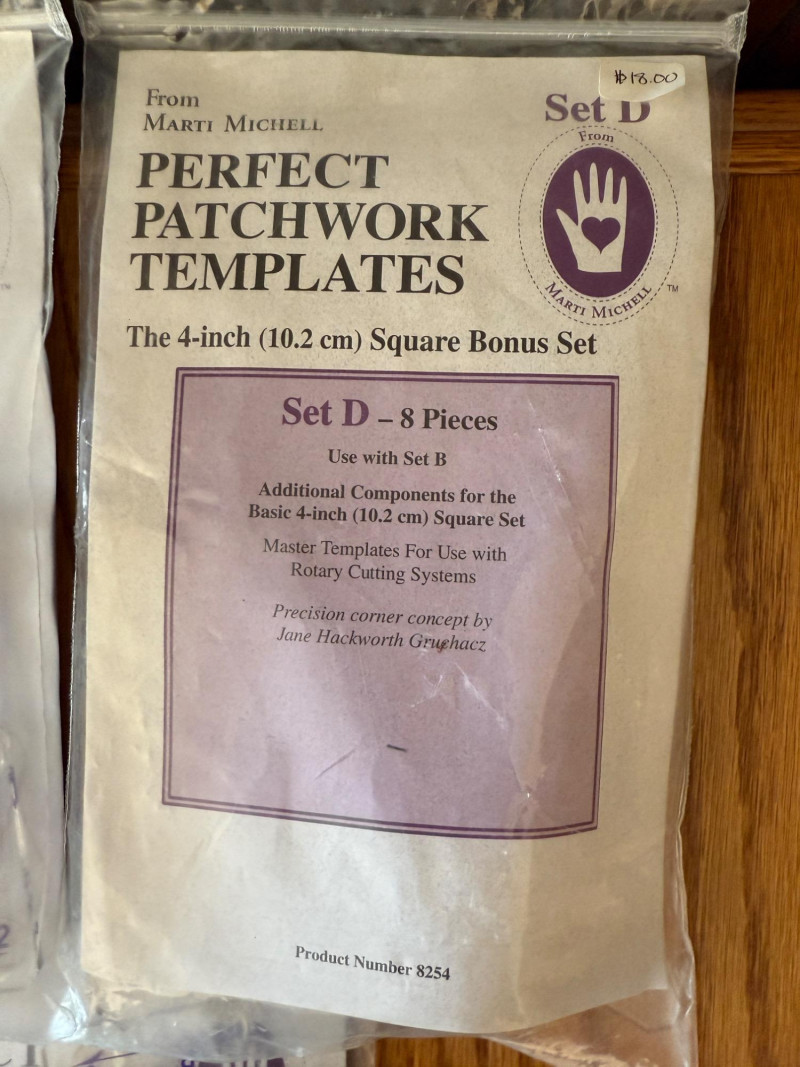 $18.00
From
MARTI MICHELL
Set D
PERFECT
PATCHWORK
TEMPLATES
From
MARTI MICHELL
TM
The 4-inch (10.2 cm) Square Bonus Set
Set D – 8 Pieces
Use with Set B
Additional Components for the
Basic 4-inch (10.2 cm) Square Set
Master Templates For Use with
Rotary Cutting Systems
Precision corner concept by
Jane Hackworth Gruchacz
Product Number 8254